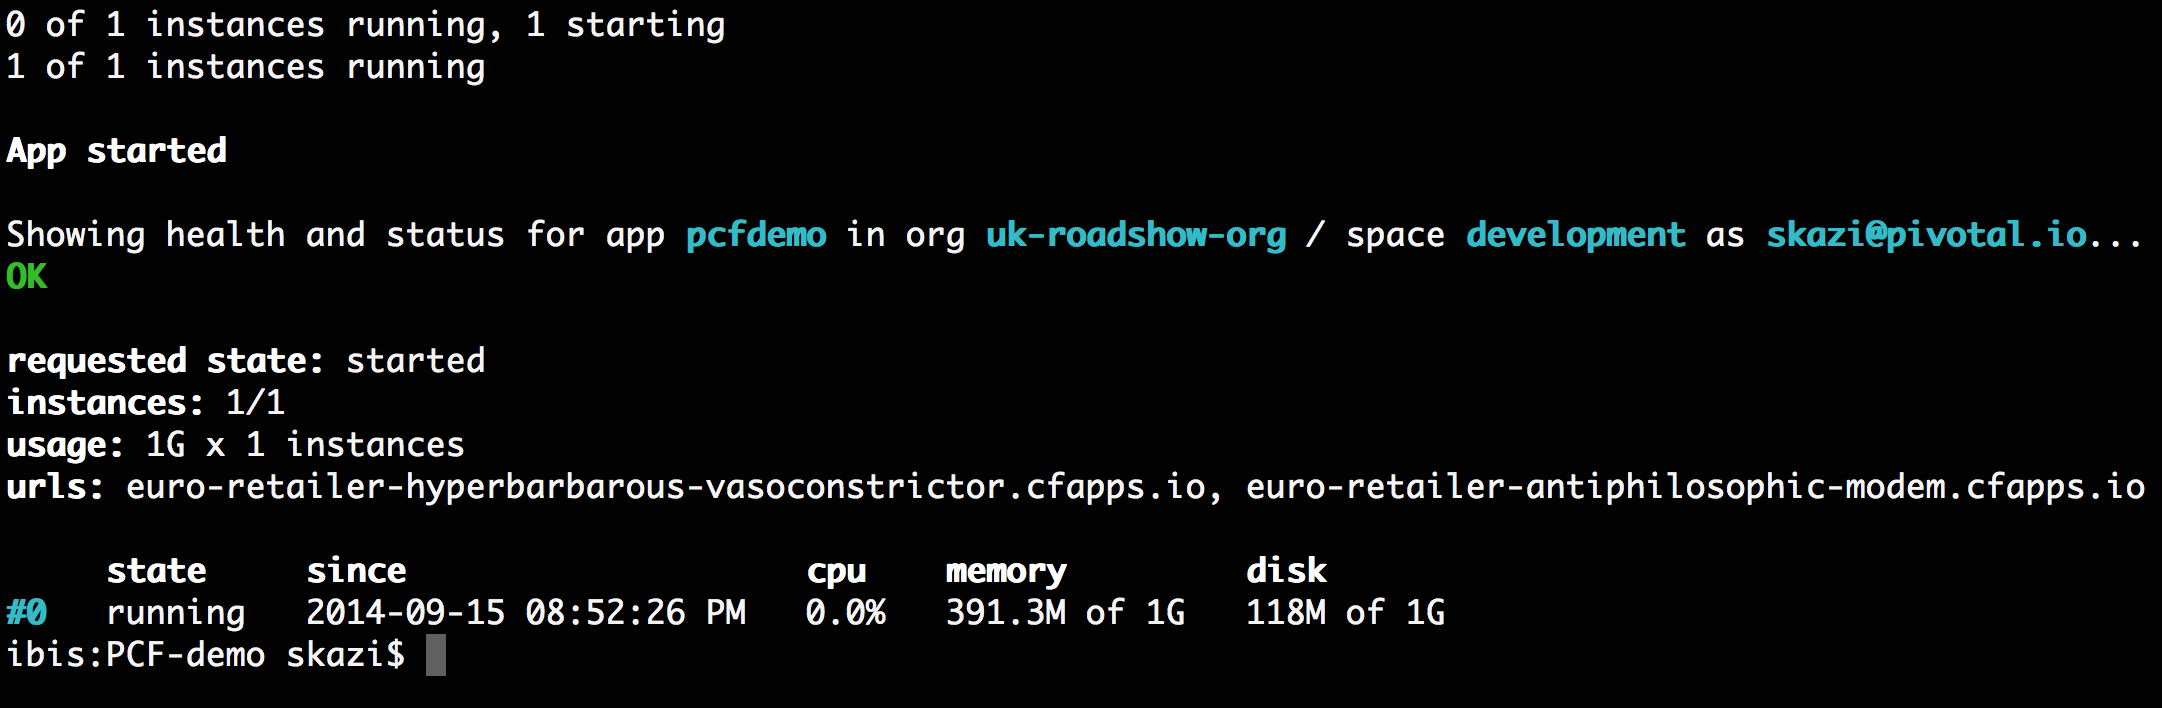 0 of 1 instances running, 1 starting
1 of 1 instances running
App started
Showing health and status for app pcfdemo in org uk-roadshow-org / space development as skazi@pivotal.io...
OK
requested state: started
instances: 1/1
usage: 1G x 1 instances
urls: euro-retailer-hyperbarbarous-vasoconstrictor.cfapps.io, euro-retailer-antiphilosophic-modem.cfapps.io
state since cpu memory disk
#0 running 2014-09-15 08:52:26 PM 0.0% 391.3M of 1G 118M of 1G
ibis:PCF-demo skazi$